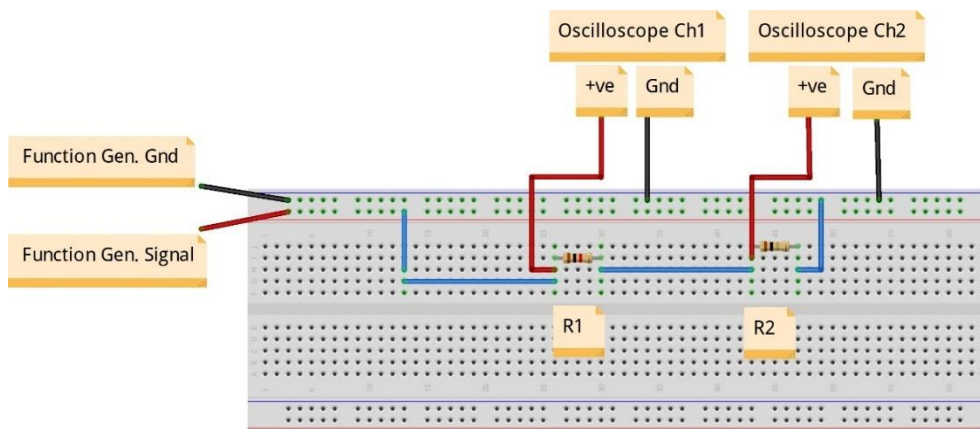 Oscilloscope Ch1
Oscilloscope Ch2
+ve
Gnd
+ve
Gnd
Function Gen. Gnd
Function Gen. Signal
R1
R2